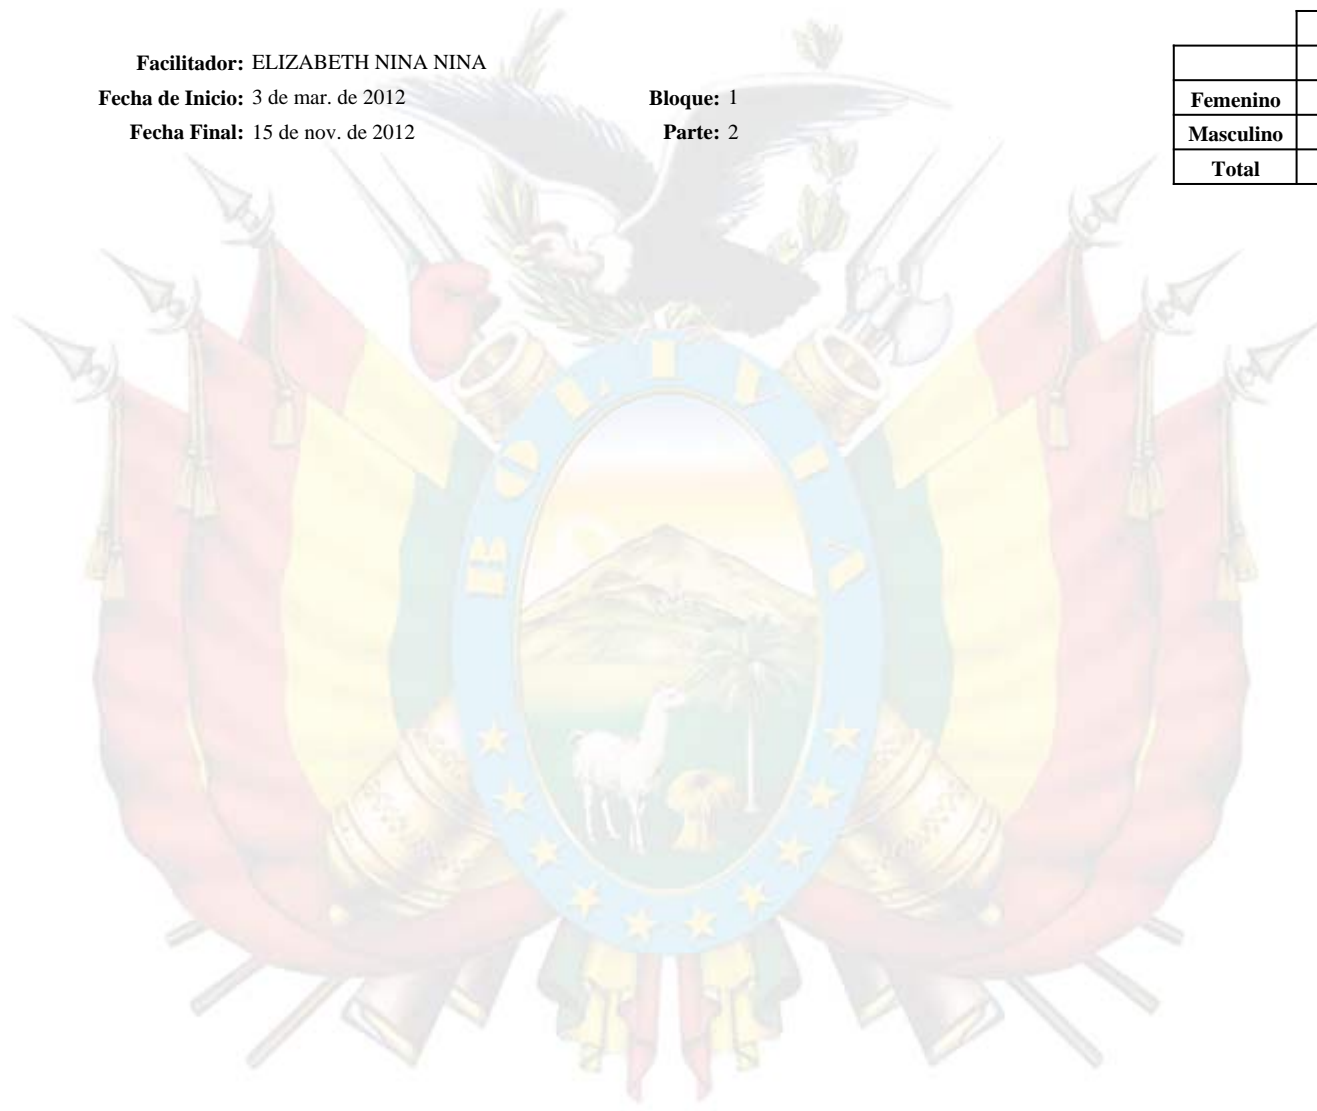 Facilitador: ELIZABETH NINA NINA
Fecha de Inicio: 3 de mar. de 2012 Bloque: 1
Fecha Final: 15 de nov. de 2012 Parte: 2
Femenino
Masculino
Total
BOLIVIA